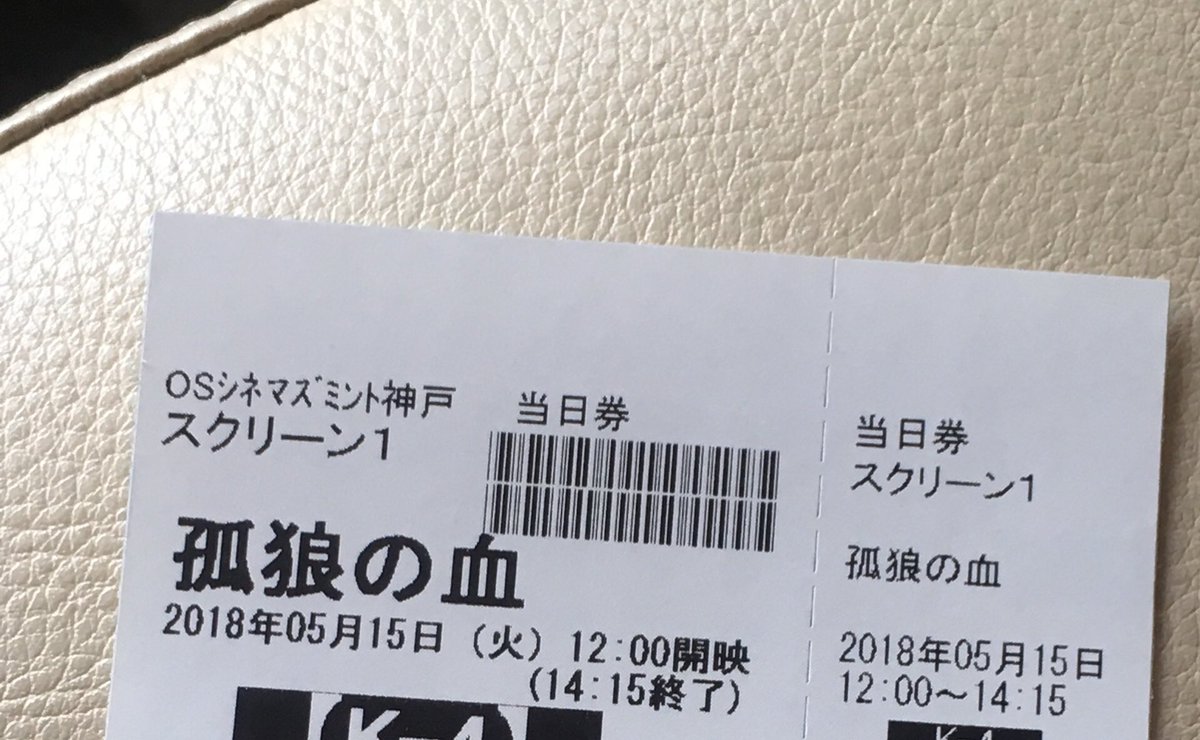 OSｼﾈﾏｽﾞﾐﾝﾄ神戸
スクリーン1
当日券
孤狼の血
2018年05月15日（火）12:00開映
(14:15終了)
K-4
当日券
スクリーン1
孤狼の血
2018年05月15日
12:00～14:15
K-4